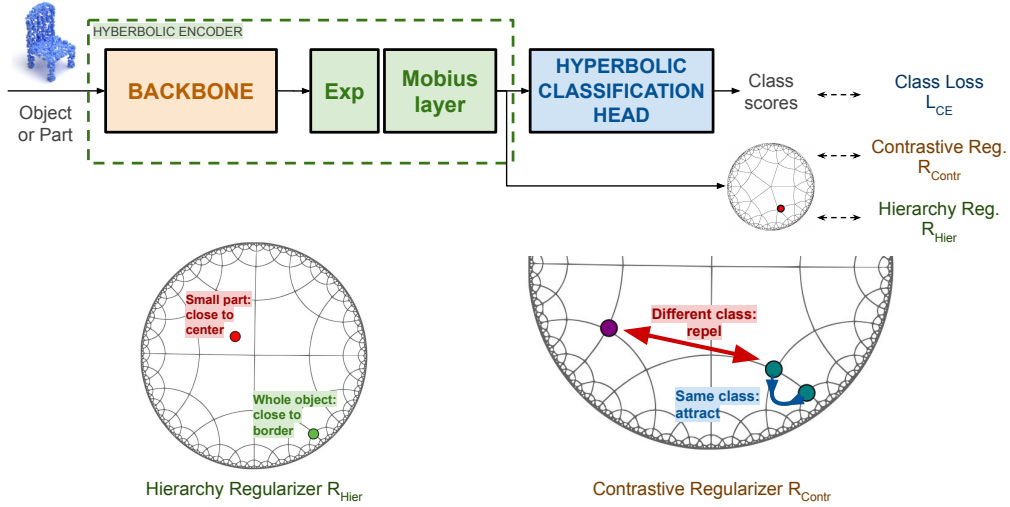 HYBERBOLIC ENCODER
BACKBONE
Exp
Mobius
layer
HYPERBOLIC
CLASSIFICATION
HEAD
Object
or Part
Class
scores
Class Loss
L_CE
Contrastive Reg.
R_Contr
Hierarchy Reg.
R_Hier
Small part:
close to
center
Whole object:
close to
border
Hierarchy Regularizer R_Hier
Different class:
repel
Same class:
attract
Contrastive Regularizer R_Contr